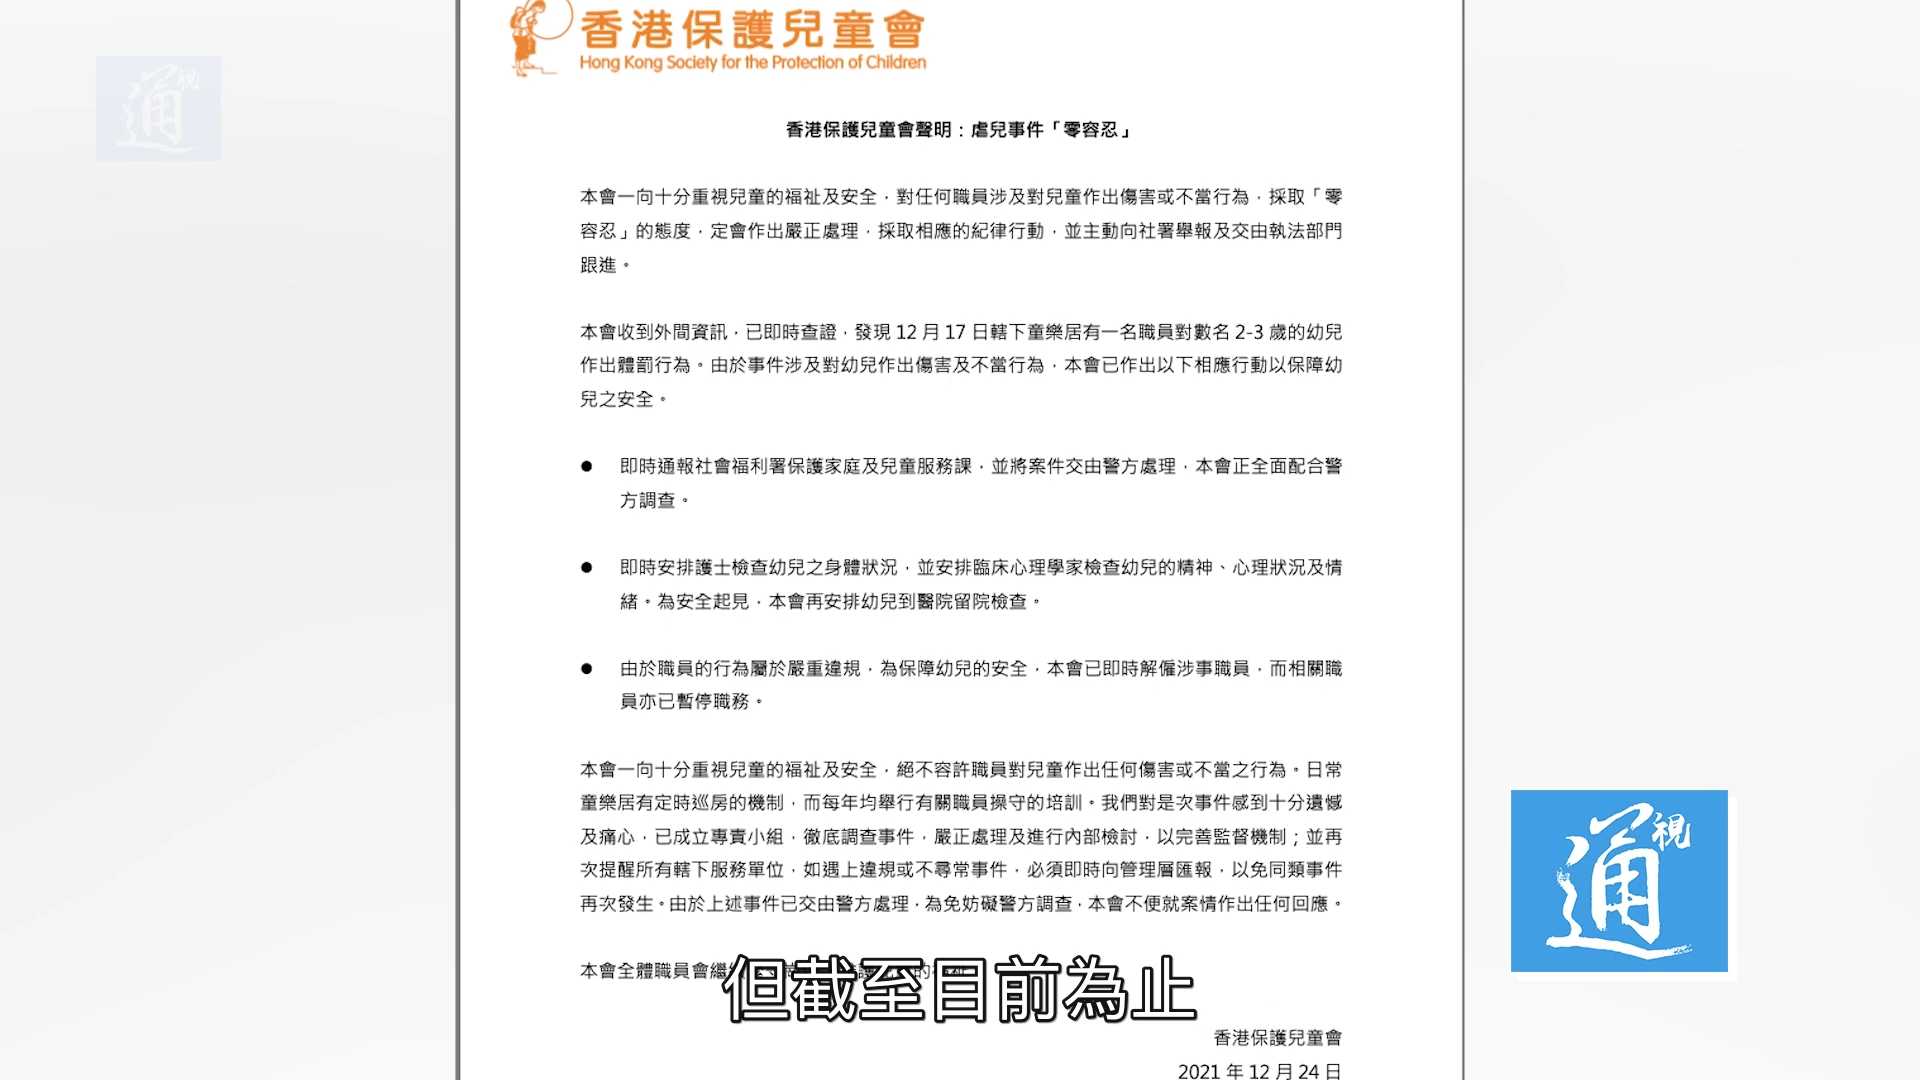 香港保護兒童會
Hong Kong Society for the Protection of Children
通視
香港保護兒童會聲明：虐兒事件「零容忍」
本會一向十分重視兒童的福祉及安全，對任何職員涉及對兒童作出傷害或不當行為，採取「零
容忍」的態度，定會作出嚴正處理，採取相應的紀律行動，並主動向社署舉報及交由執法部門
跟進。
本會收到外間資訊，已即時查證，發現 12 月 17 日轄下童樂居有一名職員對數名 2-3 歲的幼兒
作出體罰行為。由於事件涉及對幼兒作出傷害及不當行為，本會已作出以下相應行動以保障幼
兒之安全。
● 即時通報社會福利署保護家庭及兒童服務課，並將案件交由警方處理，本會正全面配合警
方調查。
● 即時安排護士檢查幼兒之身體狀況，並安排臨床心理學家檢查幼兒的精神、心理狀況及情
緒。為安全起見，本會再安排幼兒到醫院留院檢查。
● 由於職員的行為屬於嚴重違規，為保障幼兒的安全，本會已即時解僱涉事職員，而相關職
員亦已暫停職務。
本會一向十分重視兒童的福祉及安全，絕不容許職員對兒童作出任何傷害或不當之行為。日常
童樂居有定時巡房的機制，而每年均舉行有關職員操守的培訓。我們對是次事件感到十分遺憾
及痛心，已成立專責小組，徹底調查事件，嚴正處理及進行內部檢討，以完善監督機制；並再
次提醒所有轄下服務單位，如遇上違規或不尋常事件，必須即時向管理層匯報，以免同類事件
再次發生。由於上述事件已交由警方處理，為免妨礙警方調查，本會不便就案情作出任何回應。
本會全體職員會繼
但截至目前為止
香港保護兒童會
2021 年 12 月 24 日
通視